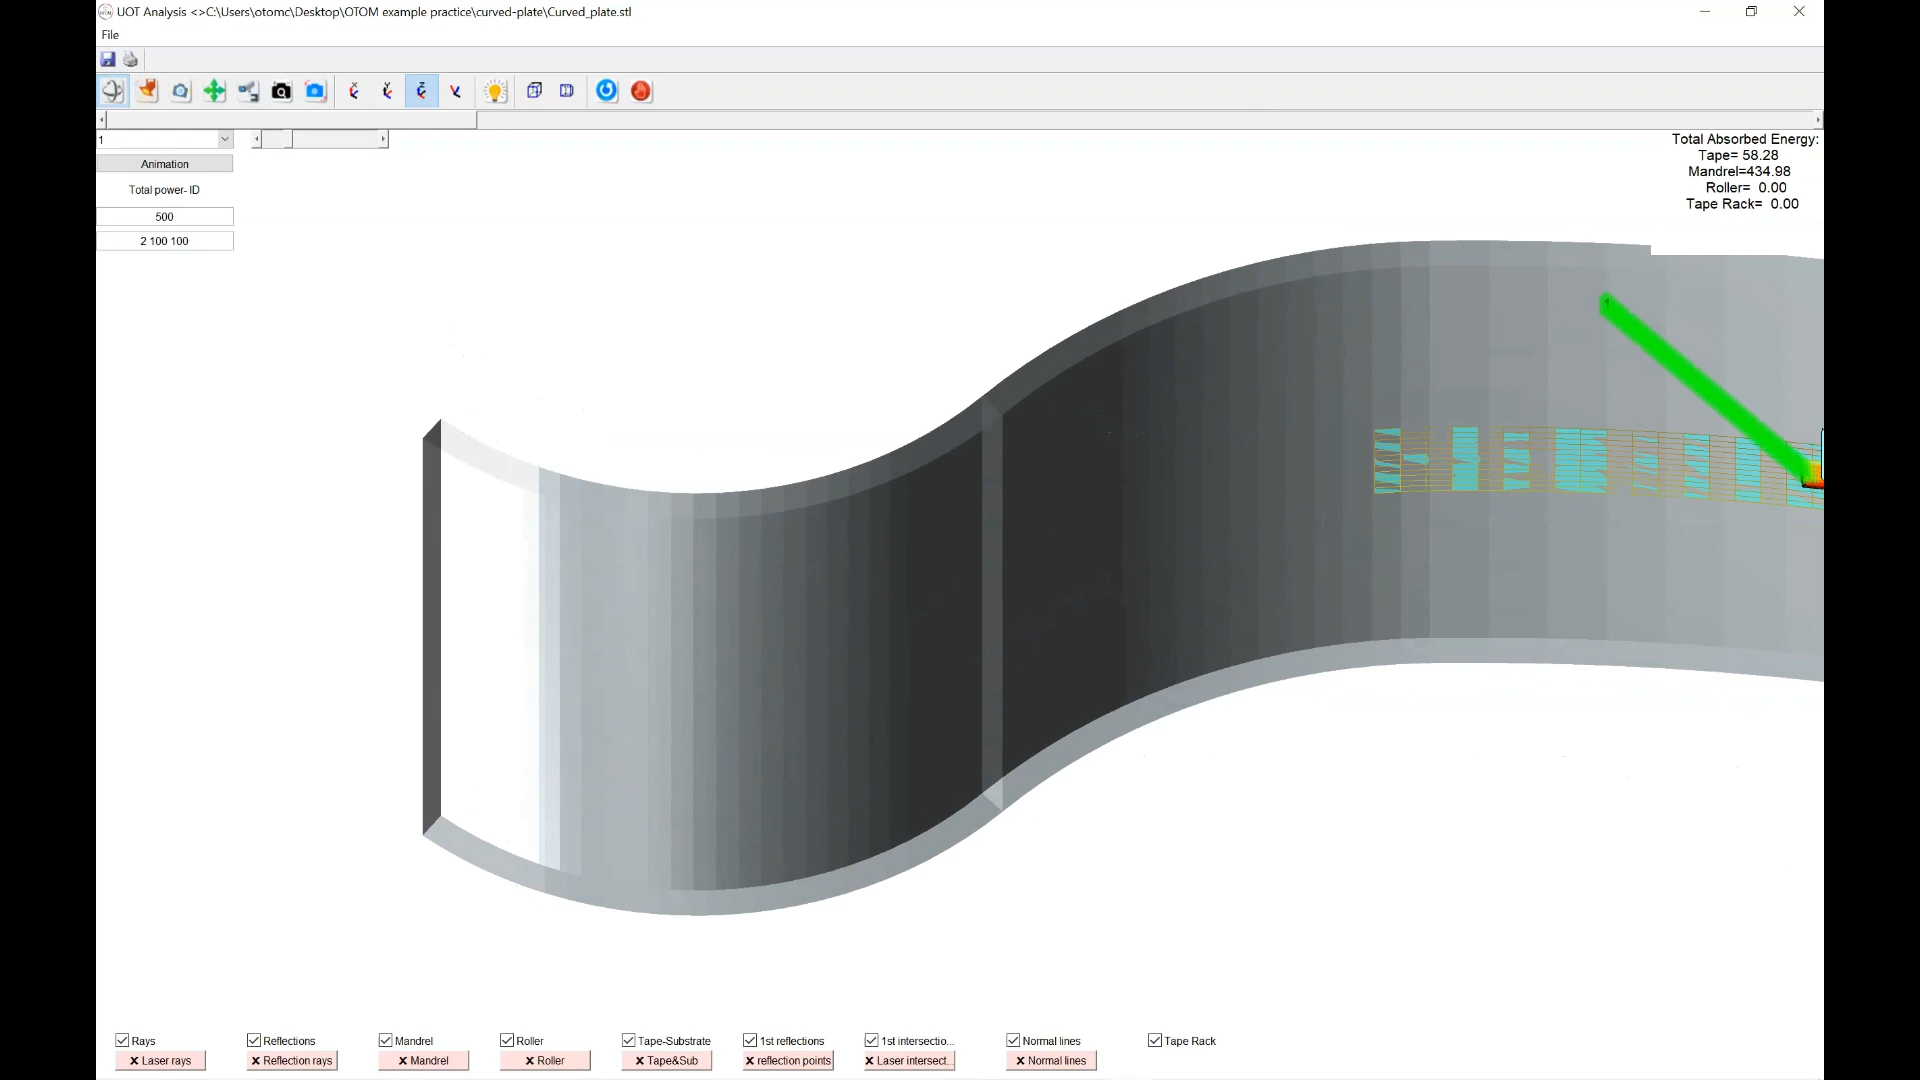 UOT Analysis <>C:\Users\otomc\Desktop\OTOM example practice\curved-plate\Curved_plate.stl
File
1
Animation
Total power- ID
500
2 100 100
Total Absorbed Energy:
Tape= 58.28
Mandrel=434.98
Roller= 0.00
Tape Rack= 0.00
Rays
Reflections
Mandrel
Roller
Tape-Substrate
1st reflections
1st intersectio...
Normal lines
Tape Rack
x Laser rays
x Reflection rays
x Mandrel
x Roller
x Tape&Sub
x reflection points
x Laser intersect...
x Normal lines